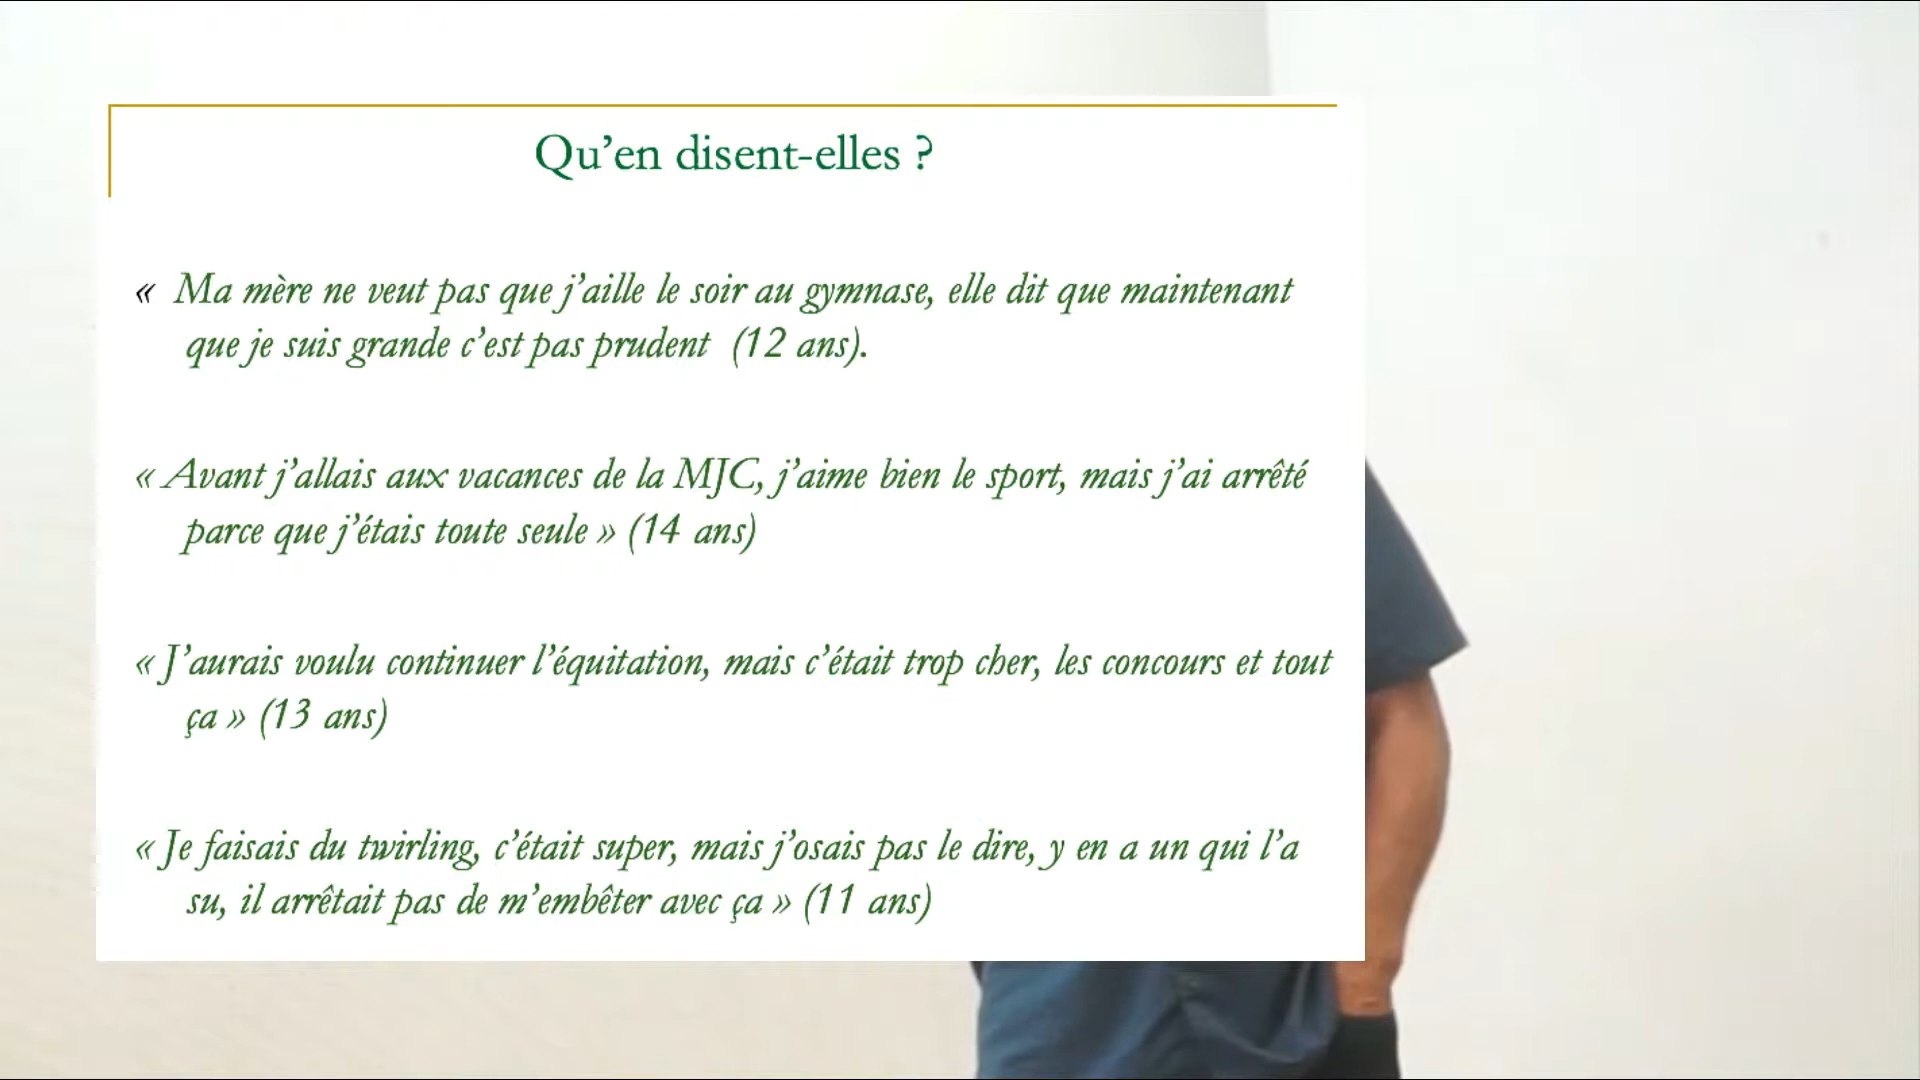 Qu’en disent-elles ?
«  Ma mère ne veut pas que j’aille le soir au gymnase, elle dit que maintenant
que je suis grande c’est pas prudent  (12 ans).
« Avant j’allais aux vacances de la MJC, j’aime bien le sport, mais j’ai arrêté
parce que j’étais toute seule » (14 ans)
« J’aurais voulu continuer l’équitation, mais c’était trop cher, les concours et tout
ça » (13 ans)
« Je faisais du twirling, c’était super, mais j’osais pas le dire, y en a un qui l’a
su, il arrêtait pas de m’embêter avec ça » (11 ans)